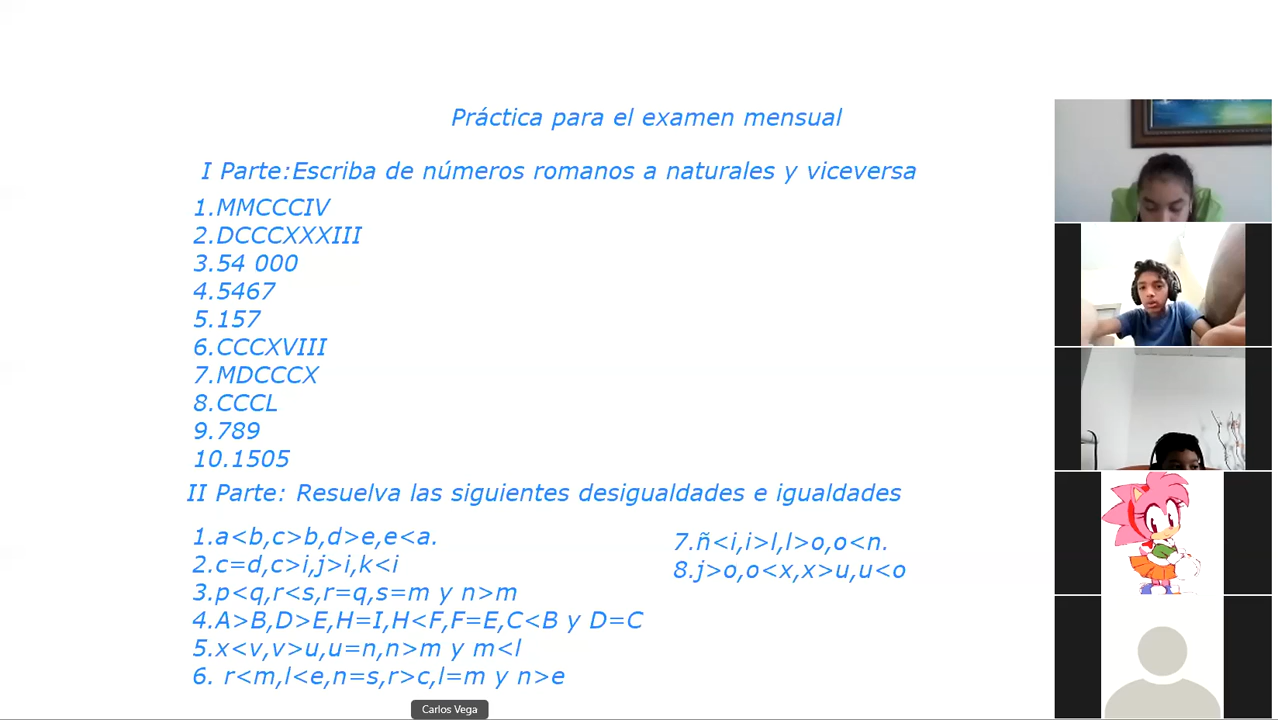 Práctica para el examen mensual
I Parte:Escriba de números romanos a naturales y viceversa
1.MMCCCIV
2.DCCCXXXIII
3.54 000
4.5467
5.157
6.CCCXVIII
7.MDCCCX
8.CCCL
9.789
10.1505
II Parte: Resuelva las siguientes desigualdades e igualdades
1.a<b,c>b,d>e,e<a.
2.c=d,c>i,j>i,k<i
3.p<q,r<s,r=q,s=m y n>m
4.A>B,D>E,H=I,H<F,F=E,C<B y D=C
5.x<v,v>u,u=n,n>m y m<l
6. r<m,l<e,n=s,r>c,l=m y n>e
7.ñ<i,i>l,l>o,o<n.
8.j>o,o<x,x>u,u<o
Carlos Vega